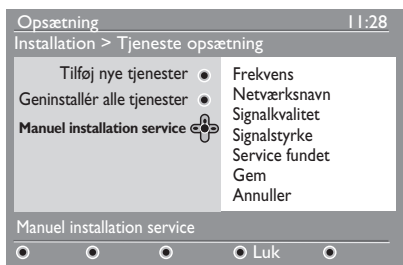 Opsætning 11:28
Installation > Tjeneste opsætning
Tilføj nye tjenester
Geninstallér alle tjenester
Manuel installation service
Frekvens
Netværksnavn
Signalkvalitet
Signalstyrke
Service fundet
Gem
Annuller
Manuel installation service
Luk